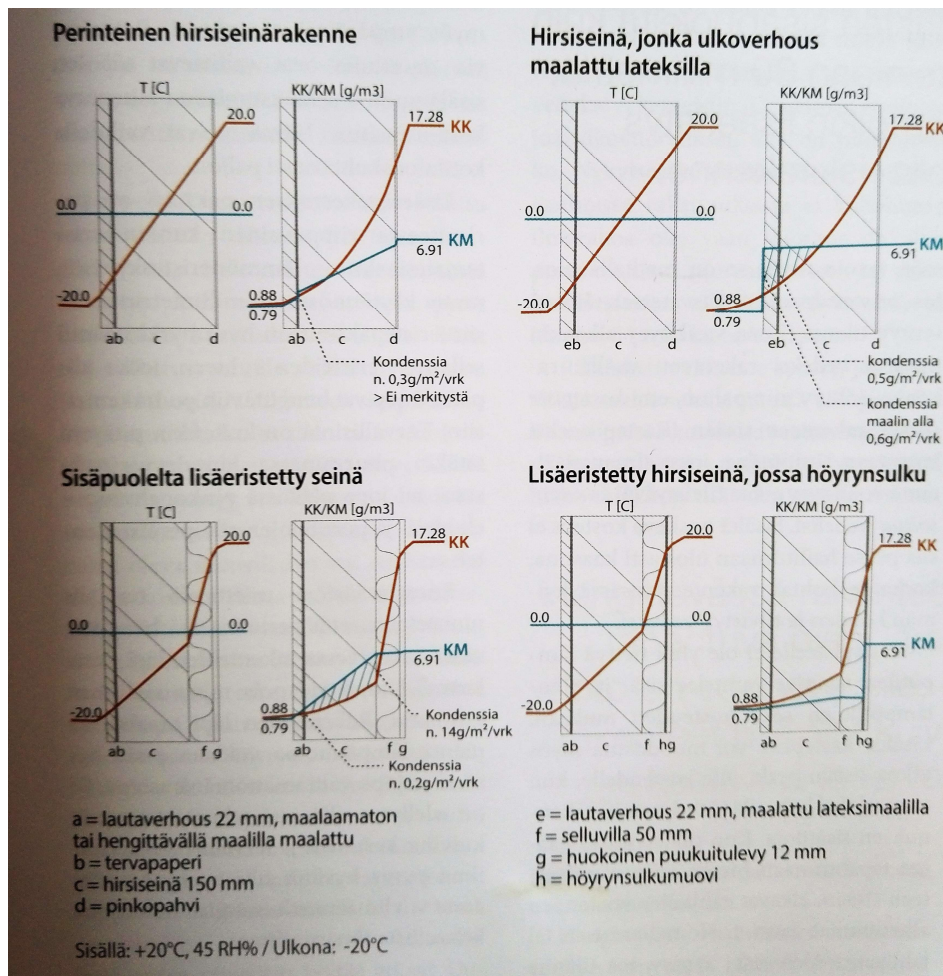 Perinteinen hirsiseinärakenne
T [C]
KK/KM [g/m3]
20.0
17.28
KK
0.0
0.0
KM
6.91
-20.0
0.88
0.79
ab
c
d
ab
c
d
Kondenssia
n. 0,3g/m²/vrk
> Ei merkitystä
Hirsiseinä, jonka ulkoverhous
maalattu lateksilla
T [C]
KK/KM [g/m3]
20.0
17.28
KK
0.0
0.0
KM
6.91
-20.0
0.88
0.79
eb
c
d
eb
c
d
kondenssia
0,5g/m²/vrk
kondenssia
maalin alla
0,6g/m²/vrk
Sisäpuolelta lisäeristetty seinä
T [C]
KK/KM [g/m3]
20.0
17.28
KK
0.0
0.0
KM
6.91
-20.0
0.88
0.79
ab
c
f g
ab
c
f g
Kondenssia
n. 14g/m²/vrk
Kondenssia
n. 0,2g/m²/vrk
Lisäeristetty hirsiseinä, jossa höyrynsulku
T [C]
KK/KM [g/m3]
20.0
17.28
KK
0.0
0.0
KM
6.91
-20.0
0.88
0.79
ab
c
f
hg
ab
c
f
hg
a = lautaverhous 22 mm, maalaamaton
tai hengittävällä maalilla maalattu
b = tervapaperi
c = hirsiseinä 150 mm
d = pinkopahvi
e = lautaverhous 22 mm, maalattu lateksimaalilla
f = selluvilla 50 mm
g = huokoinen puukuitulevy 12 mm
h = höyrynsulkumuovi
Sisällä: +20°C, 45 RH% / Ulkona: -20°C